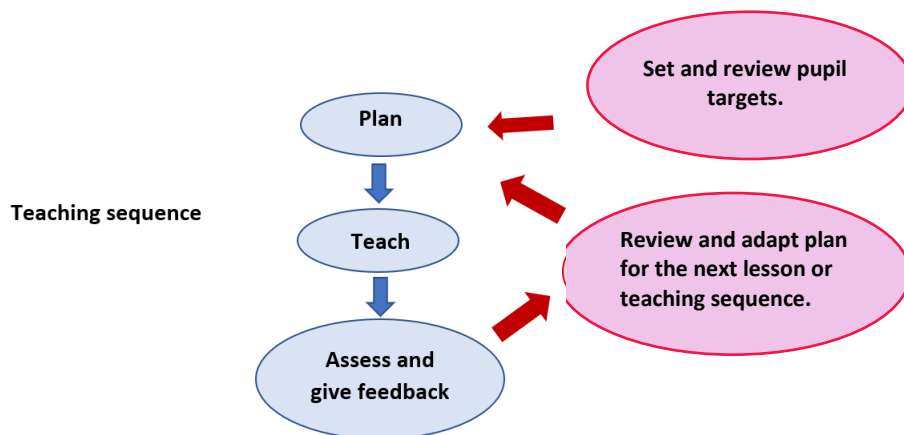 Set and review pupil
targets.
Plan
Teaching sequence
Teach
Review and adapt plan
for the next lesson or
teaching sequence.
Assess and
give feedback